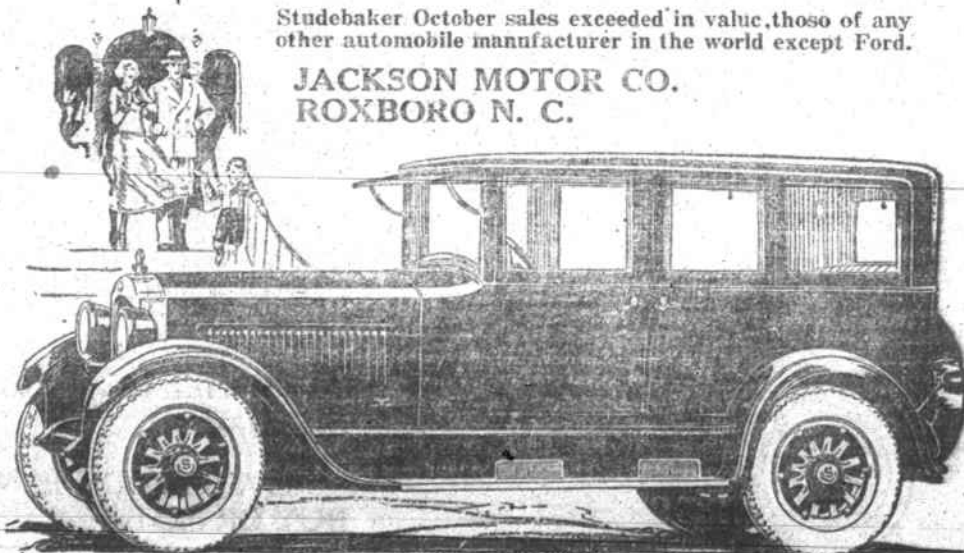 Studebaker October sales exceeded in value, thoso of any
other automobile manufacturer in the world except Ford.
JACKSON MOTOR CO.
ROXBORO N. C.
S
S